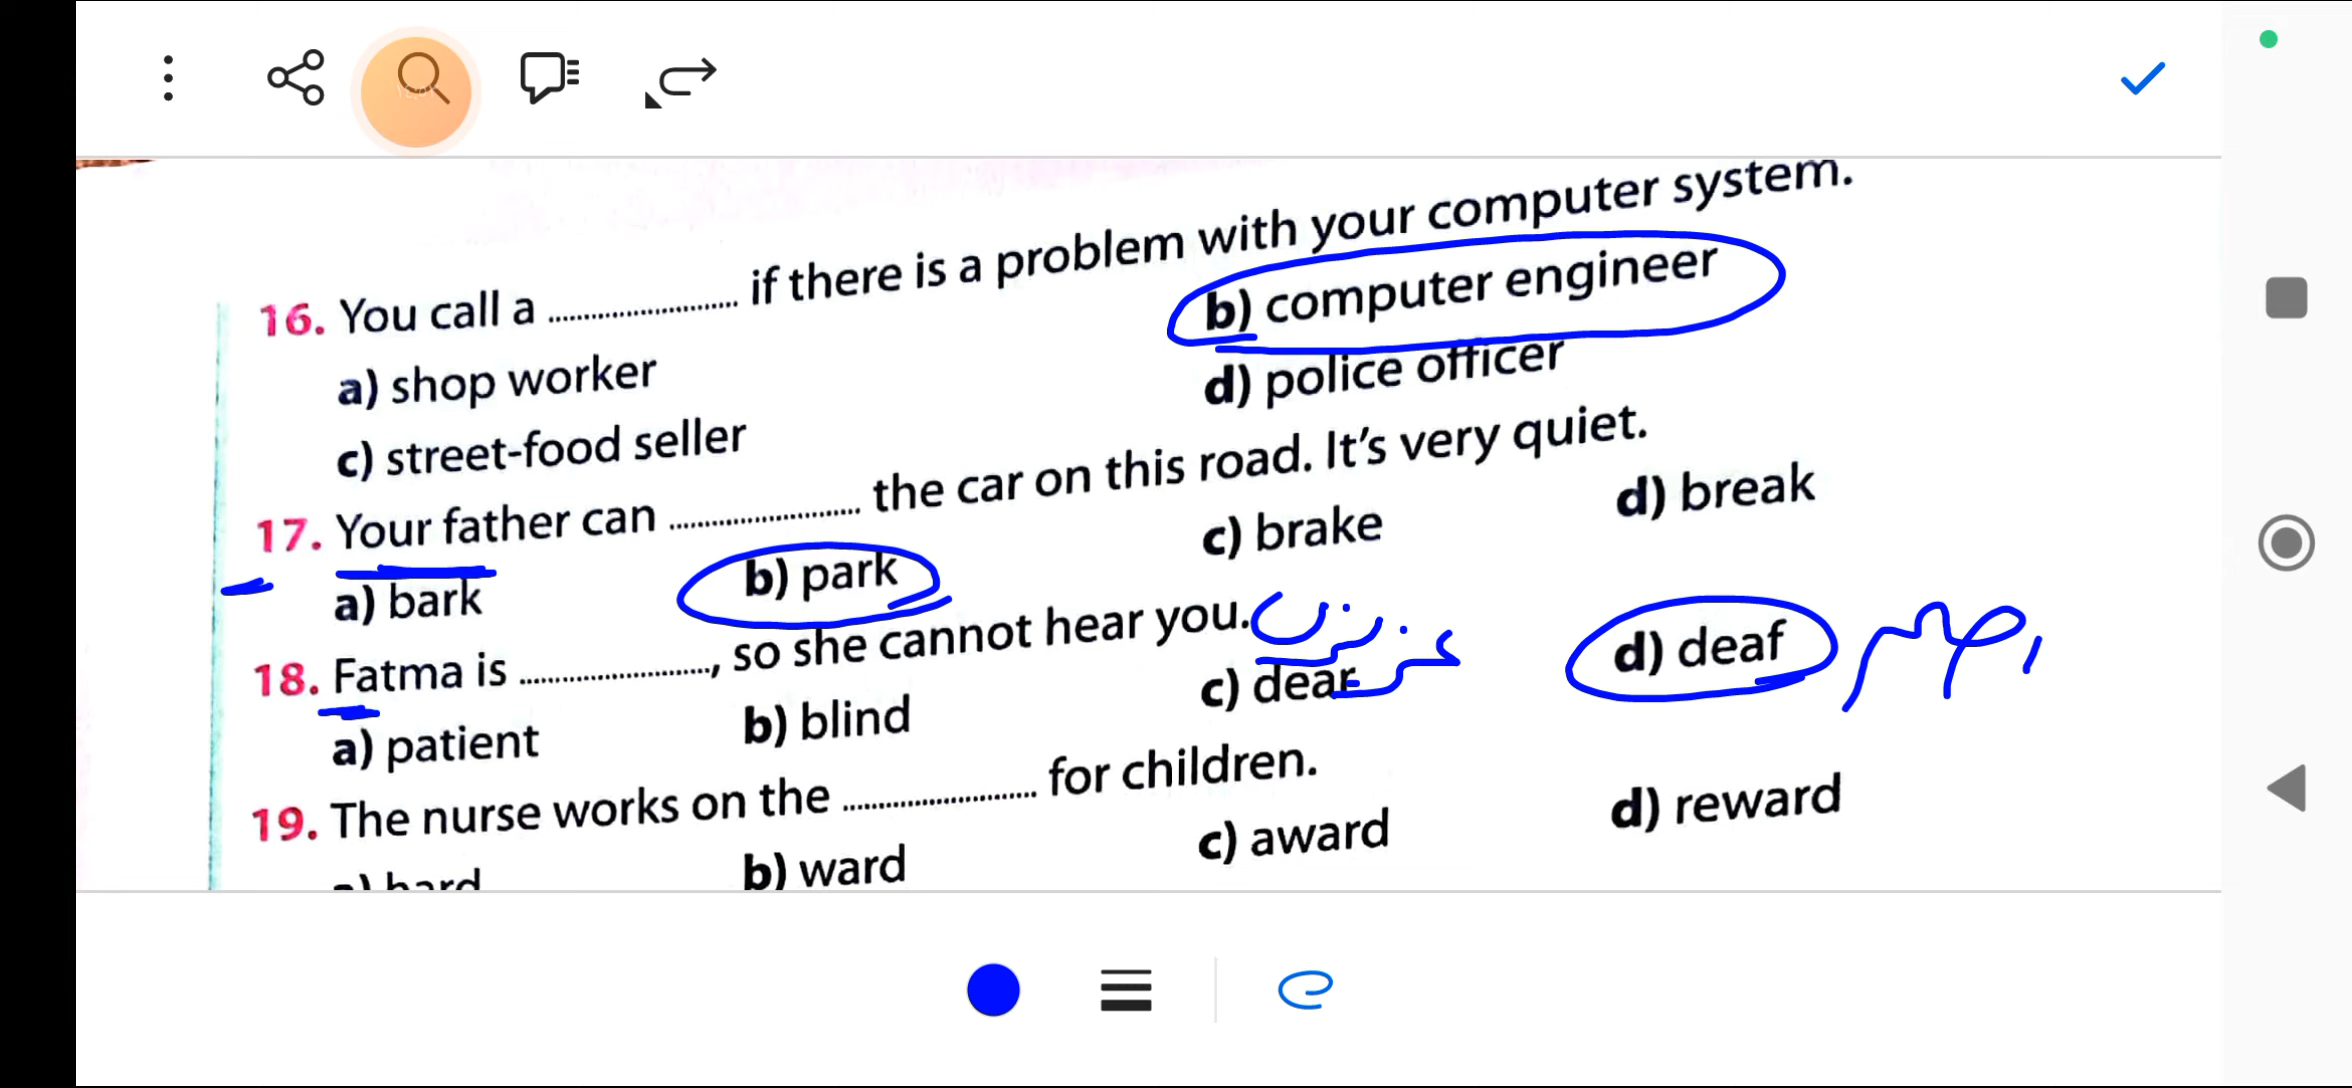 16. You call a .................... if there is a problem with your computer system.
a) shop worker
b) computer engineer
c) street-food seller
d) police officer
17. Your father can .................... the car on this road. It's very quiet.
a) bark b) park c) brake d) break
18. Fatma is ...................., so she cannot hear you. عزيز
a) patient b) blind c) dear d) deaf أصم
19. The nurse works on the .................... for children.
b) ward c) award d) reward